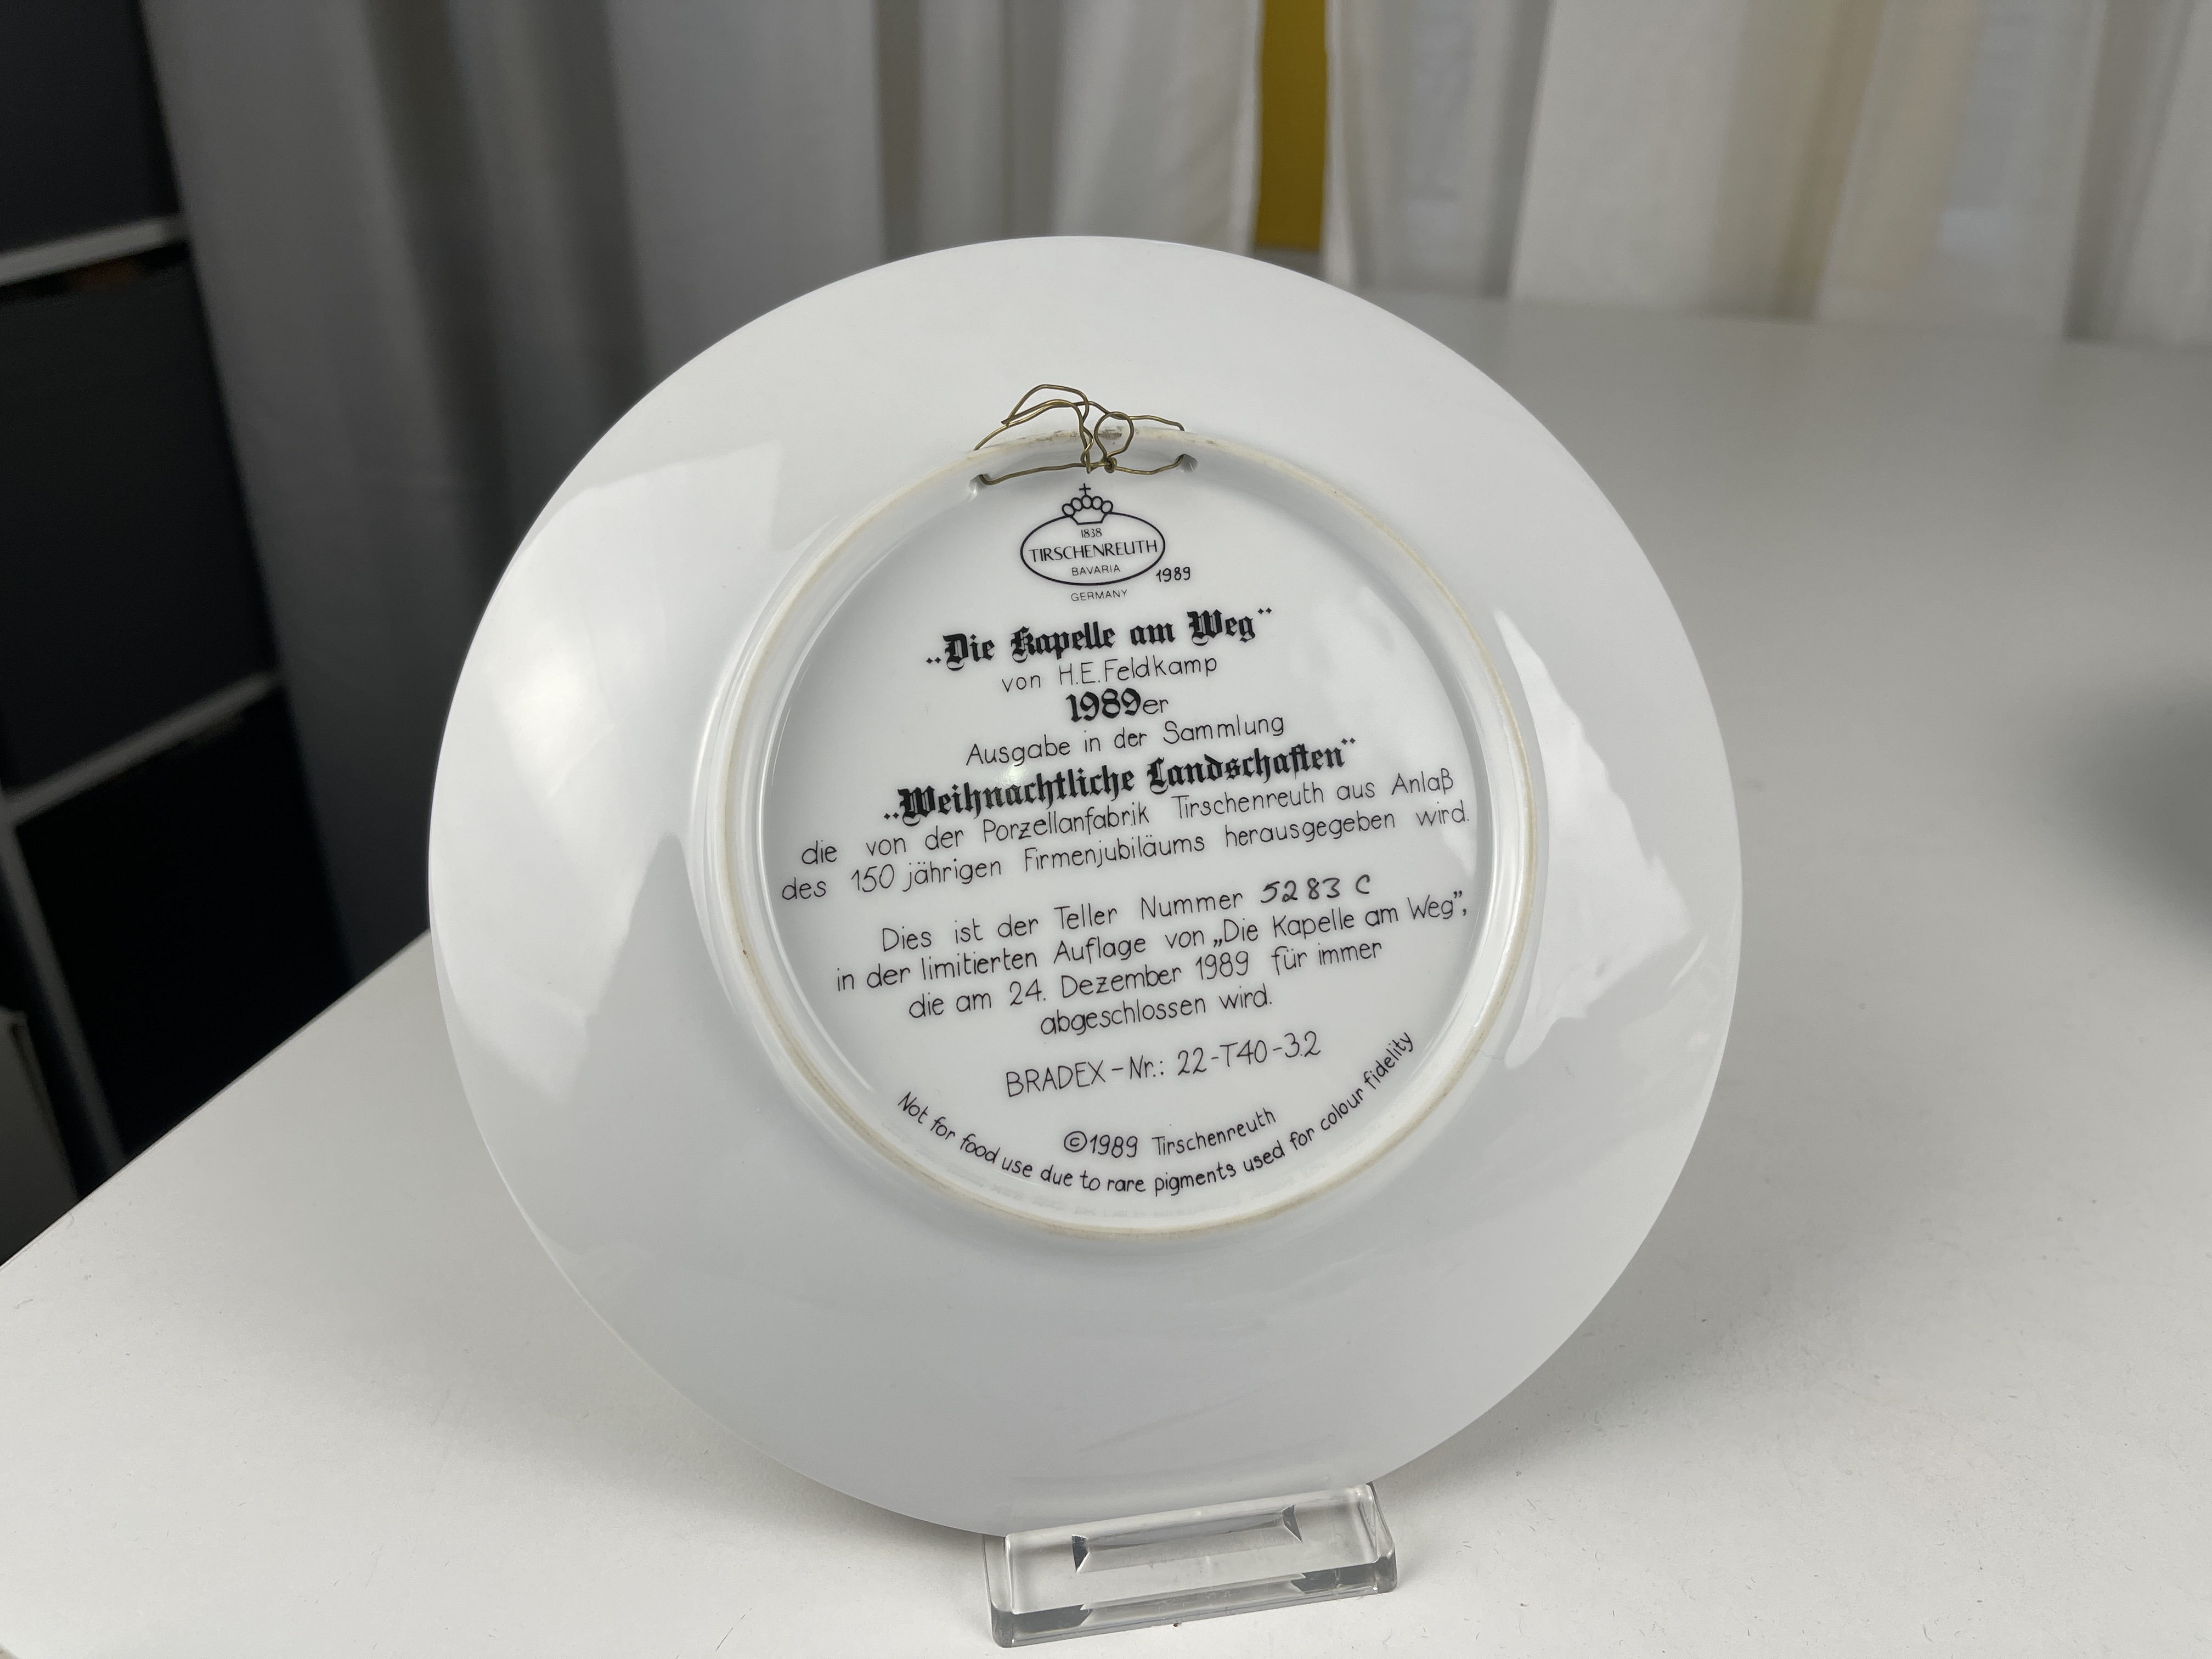 1838
TIRSCHENREUTH
BAVARIA
1989
GERMANY
„Die Kapelle am Weg"
von H.E.Feldkamp
1989er
Ausgabe in der Sammlung
„Weihnachtliche Landschaften"
die von der Porzellanfabrik Tirschenreuth aus Anlaß
des 150 jährigen Firmenjubiläums herausgegeben wird.
Dies ist der Teller Nummer 5283 C
in der limitierten Auflage von „Die Kapelle am Weg",
die am 24. Dezember 1989 für immer
abgeschlossen wird.
BRADEX-Nr.: 22-T40-3.2
©1989 Tirschenreuth
Not for food use due to rare pigments used for colour fidelity